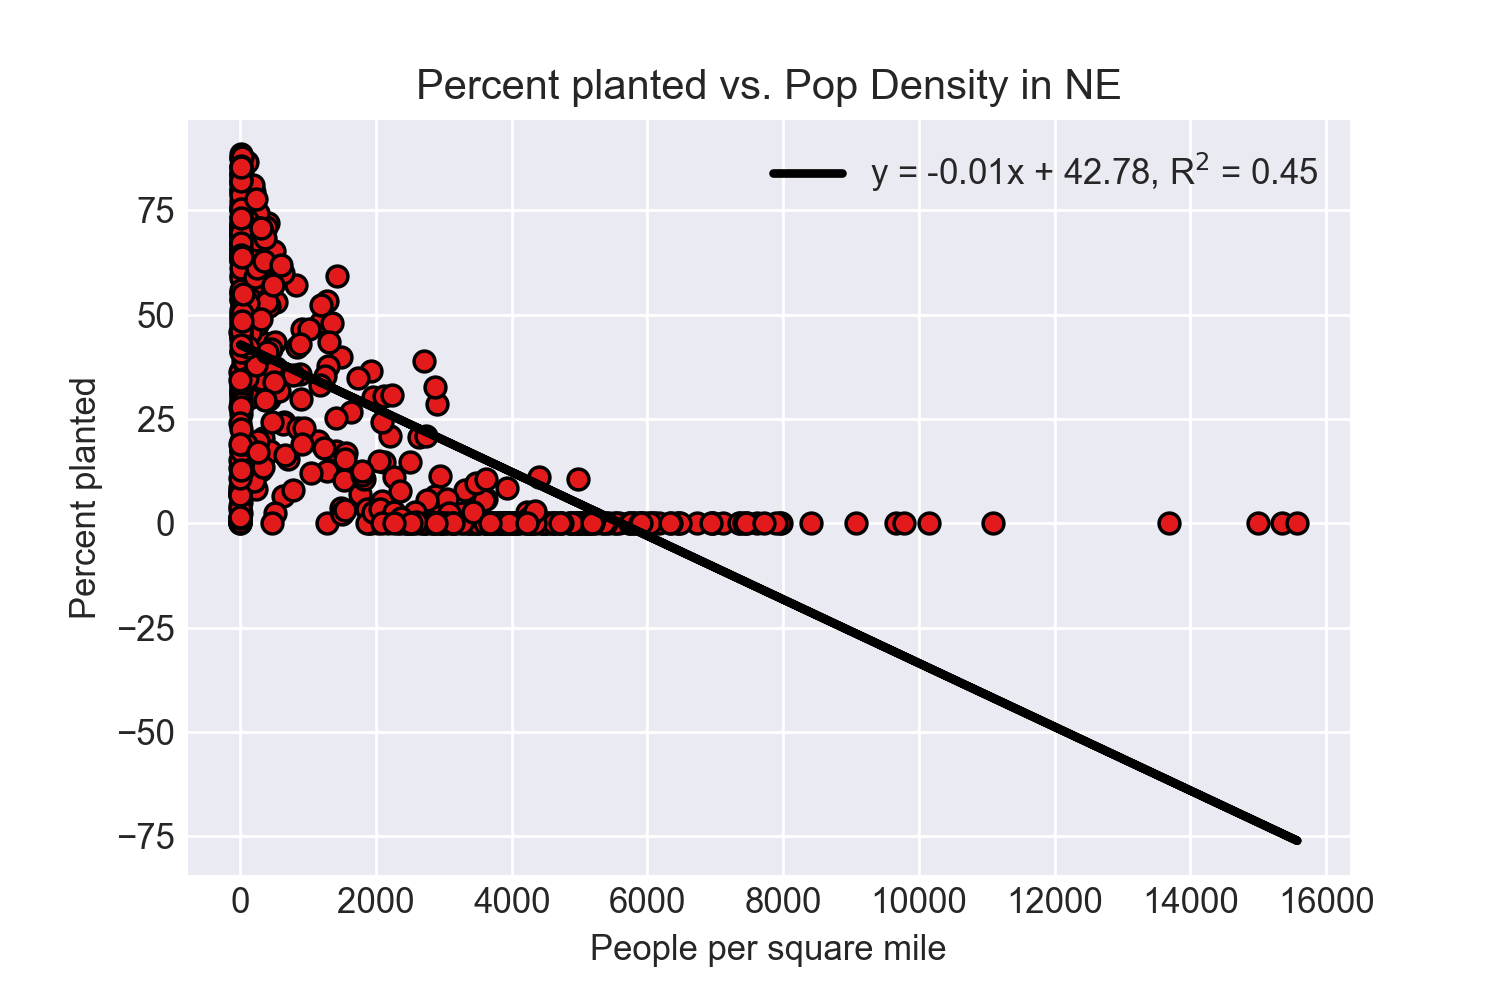 Percent planted vs. Pop Density in NE
y = -0.01x + 42.78, R² = 0.45
Percent planted
75
50
25
0
−25
−50
−75
0 2000 4000 6000 8000 10000 12000 14000 16000
People per square mile